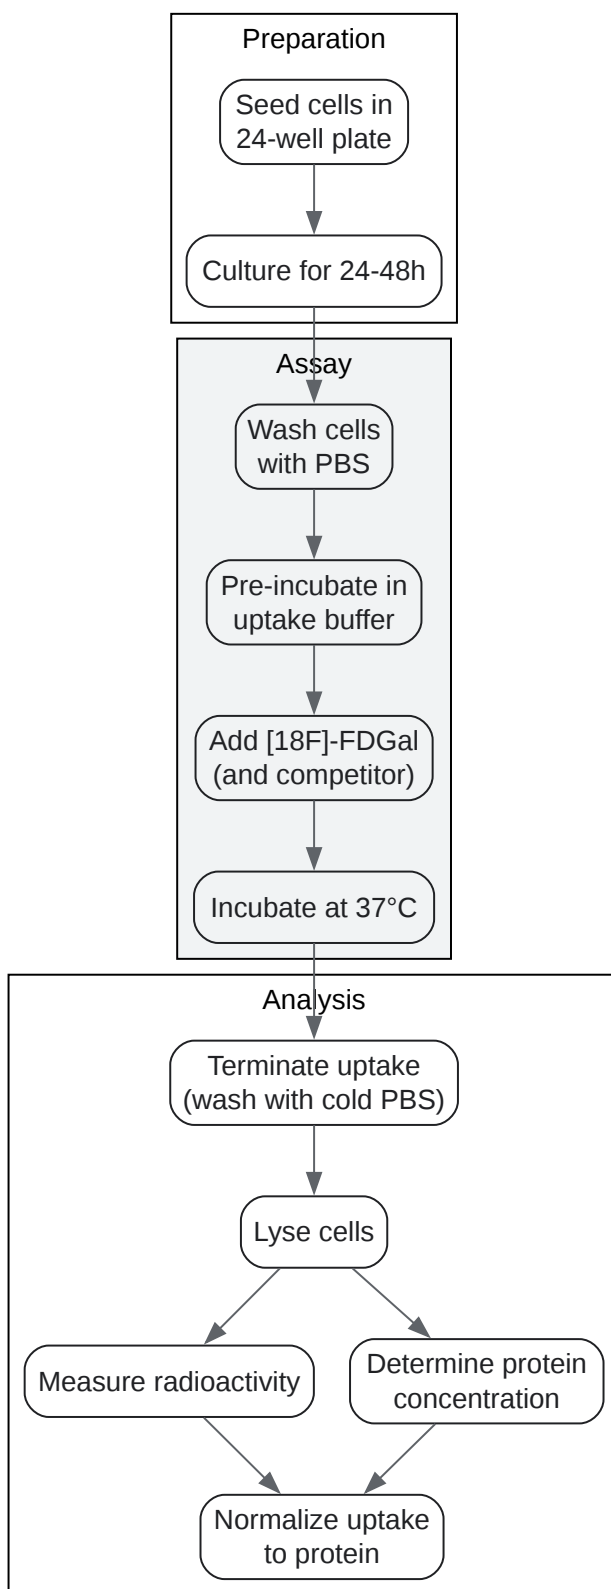 Preparation
Seed cells in
24-well plate
Culture for 24-48h
Assay
Wash cells
with PBS
Pre-incubate in
uptake buffer
Add [18F]-FDGal
(and competitor)
Incubate at 37°C
Analysis
Terminate uptake
(wash with cold PBS)
Lyse cells
Measure radioactivity
Determine protein
concentration
Normalize uptake
to protein